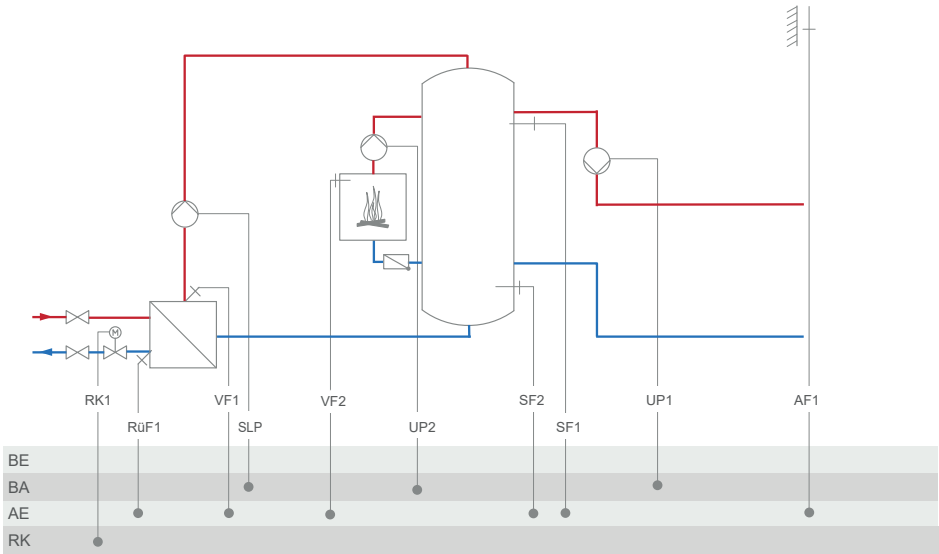 M
RK1 VF1 VF2 SF2 UP1 AF1
RüF1 SLP UP2 SF1
BE
BA
AE
RK